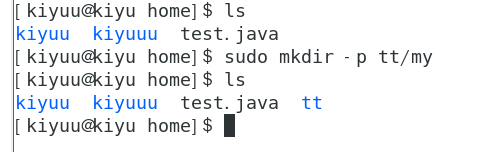 [kiyuu@kiyu home]$ ls
kiyuu  kiyuuu  test.java
[kiyuu@kiyu home]$ sudo mkdir -p tt/my
[kiyuu@kiyu home]$ ls
kiyuu  kiyuuu  test.java  tt
[kiyuu@kiyu home]$